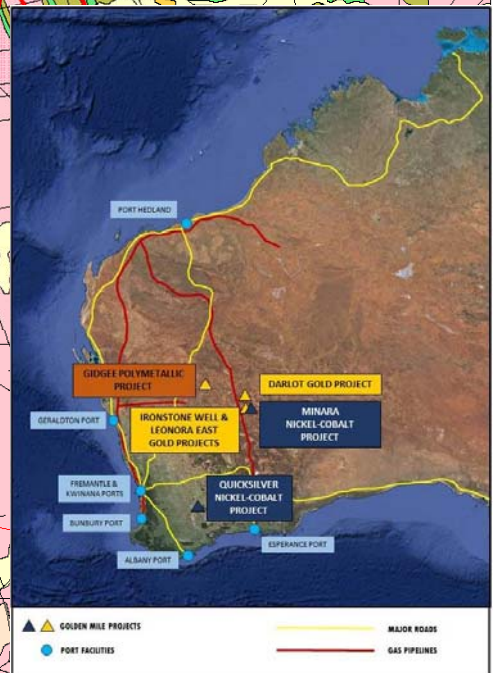 PORT HEDLAND
GIDGEE POLYMETALLIC
PROJECT
DARLOT GOLD PROJECT
IRONSTONE WELL &
LEONORA EAST
GOLD PROJECTS
MINARA
NICKEL-COBALT
PROJECT
GERALDTON PORT
FREMANTLE &
KWINANA PORTS
QUICKSILVER
NICKEL-COBALT
PROJECT
BUNBURY PORT
ESPERANCE PORT
ALBANY PORT
GOLDEN MILE PROJECTS
MAJOR ROADS
PORT FACILITIES
GAS PIPELINES